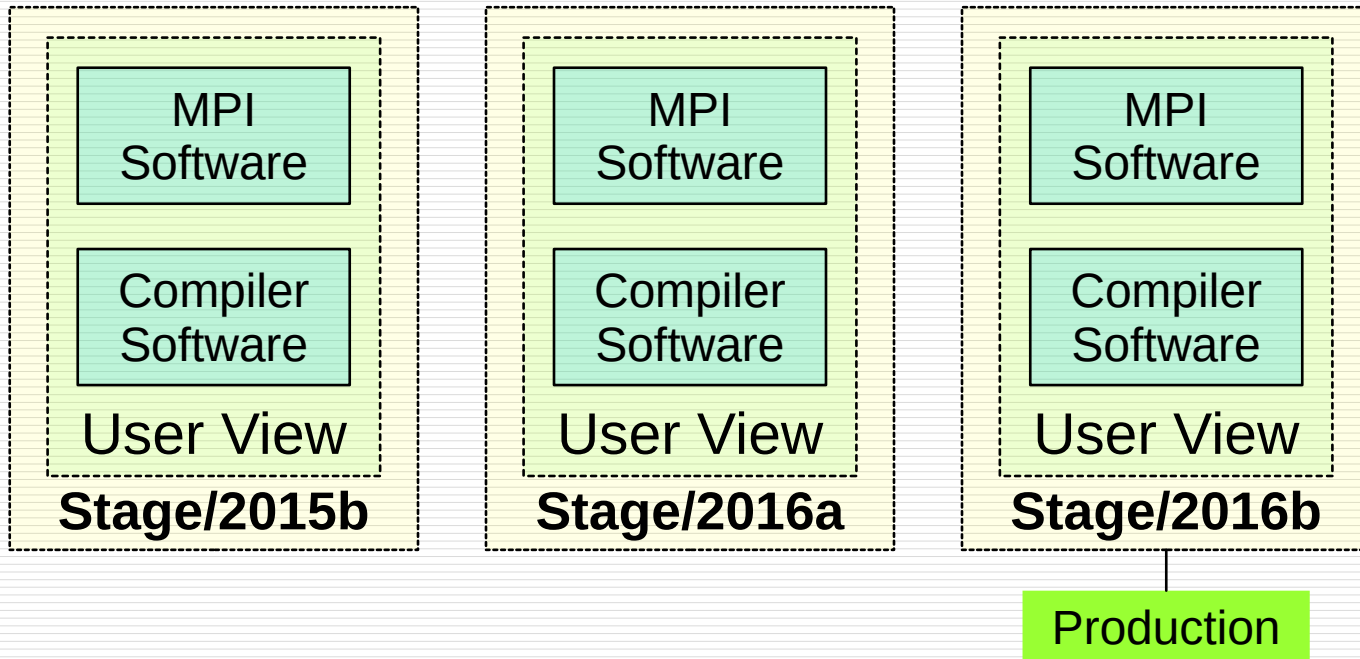 MPI
Software
Compiler
Software
User View
Stage/2015b
MPI
Software
Compiler
Software
User View
Stage/2016a
MPI
Software
Compiler
Software
User View
Stage/2016b
Production